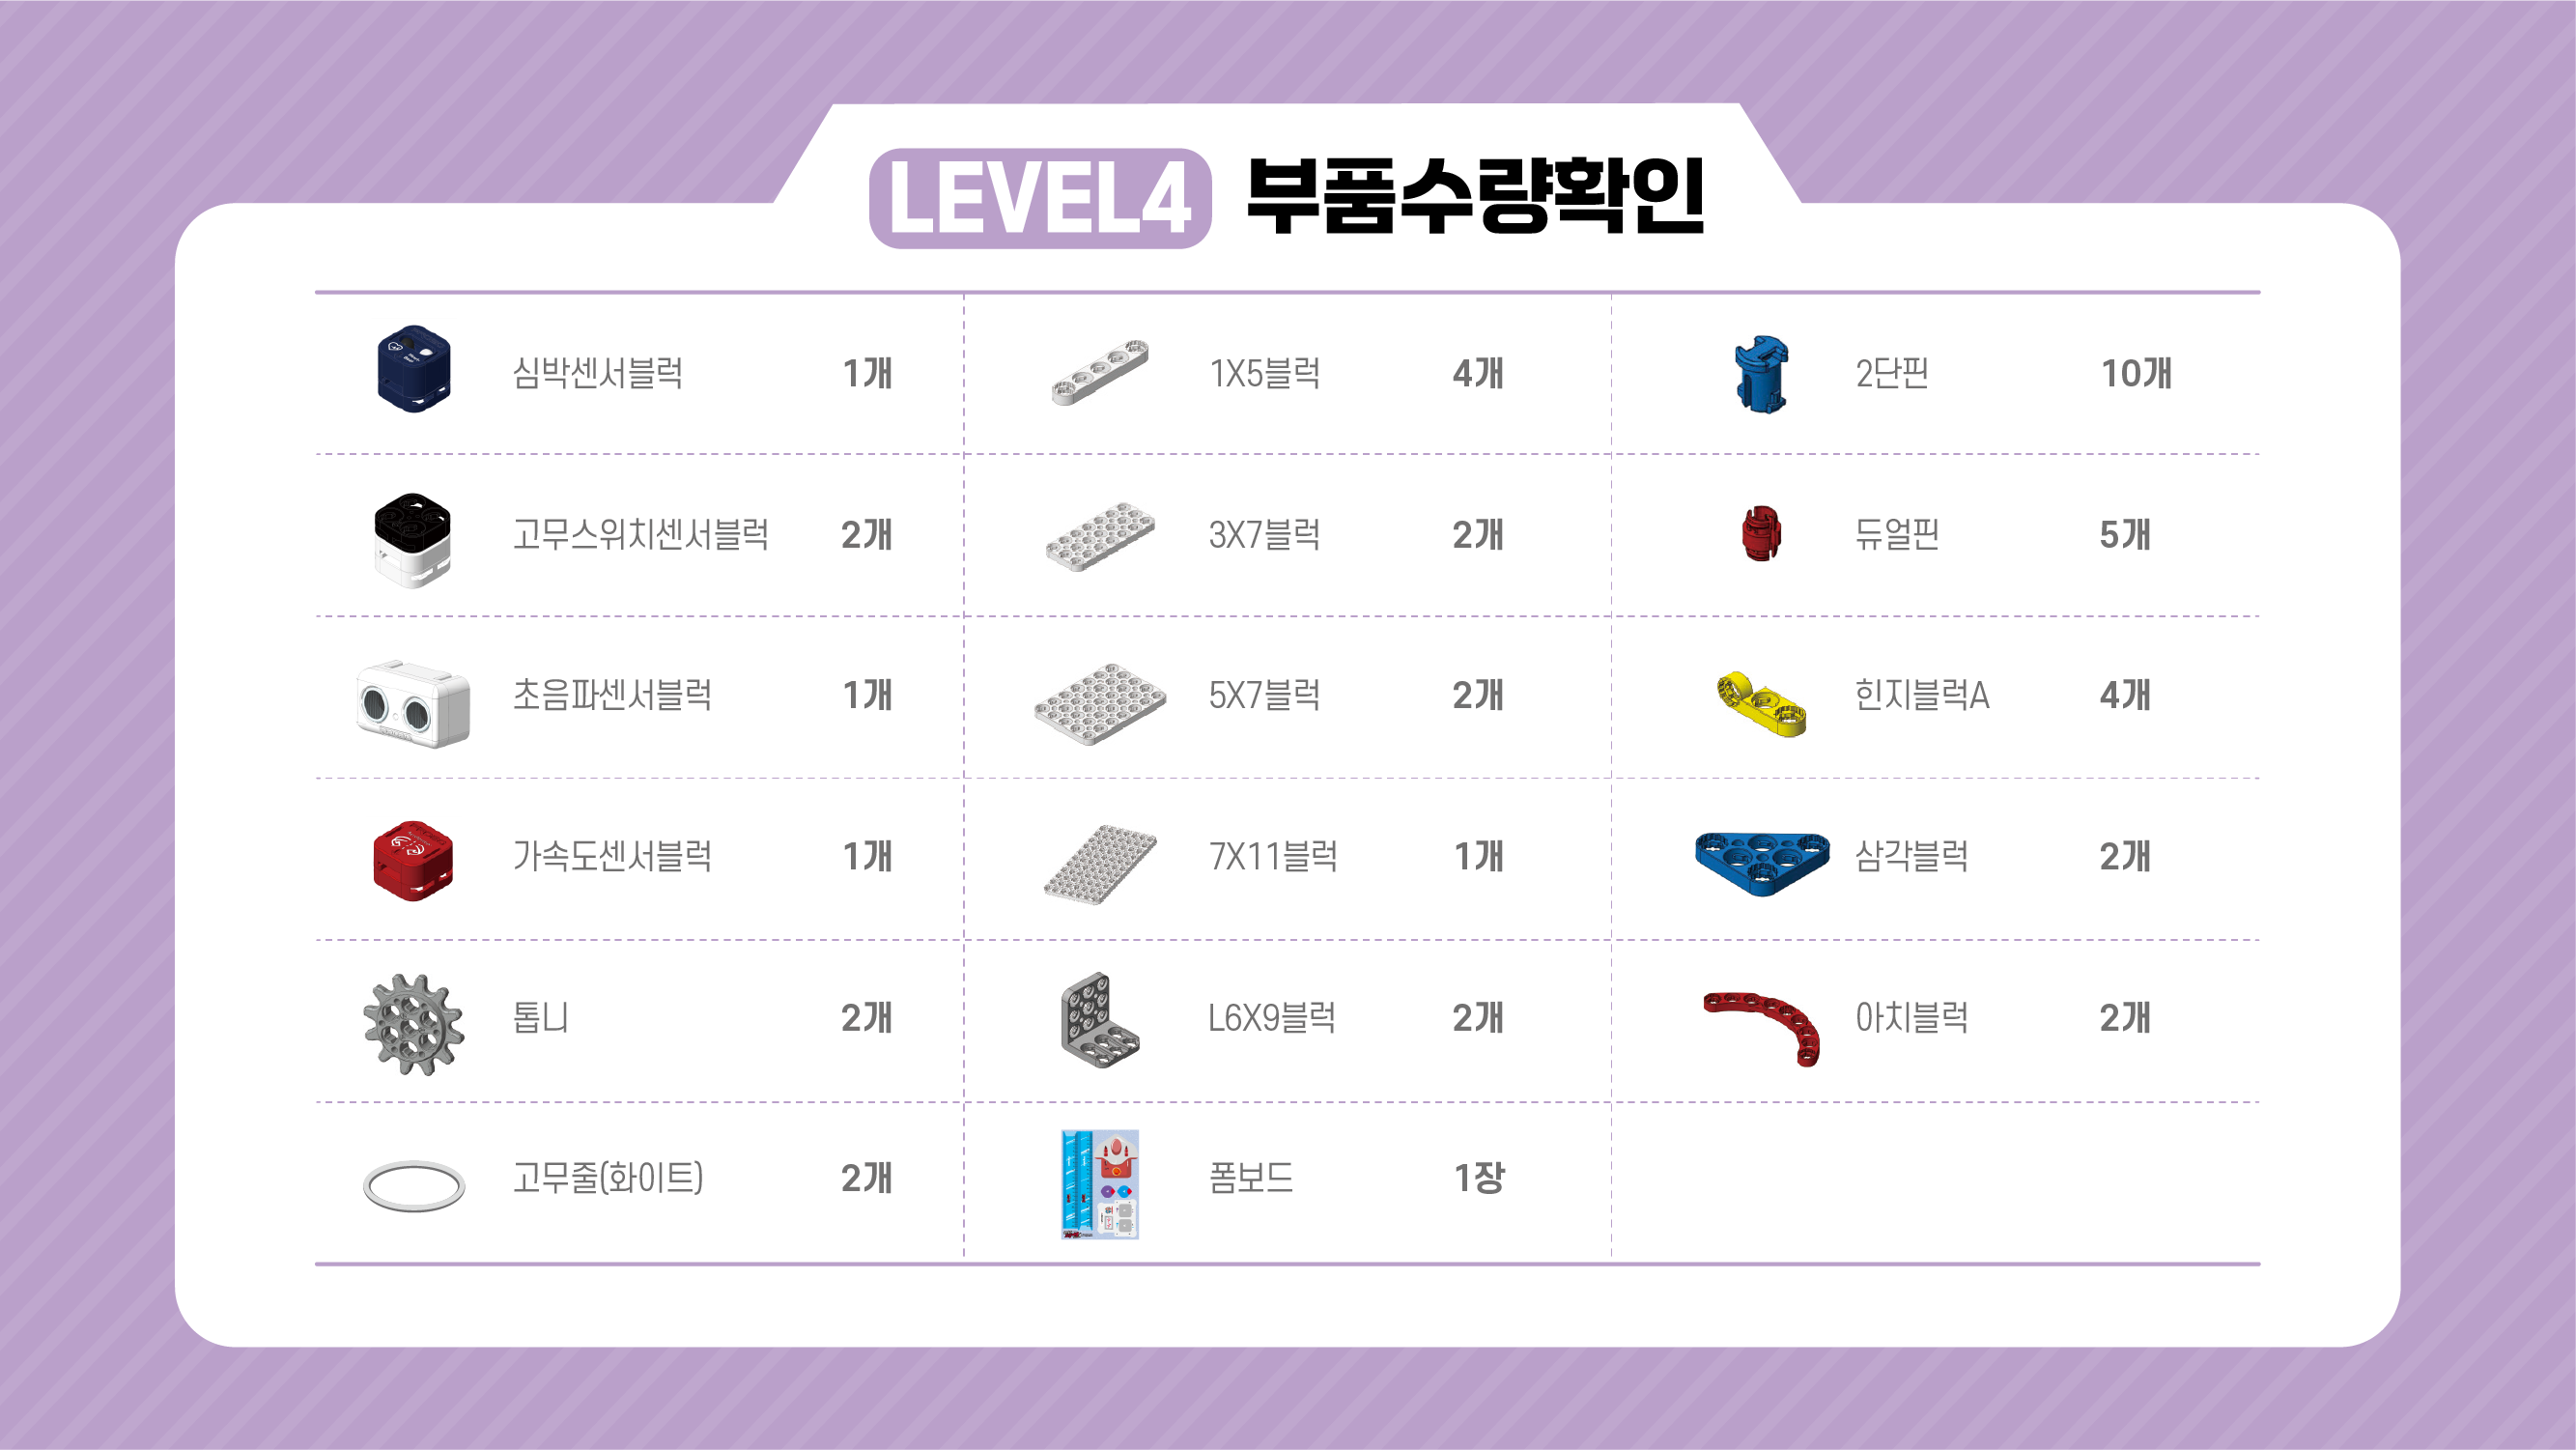 LEVEL4 부품수량확인
심박센서블럭 1개 1X5블럭 4개 2단핀 10개
고무스위치센서블럭 2개 3X7블럭 2개 듀얼핀 5개
초음파센서블럭 1개 5X7블럭 2개 힌지블럭A 4개
가속도센서블럭 1개 7X11블럭 1개 삼각블럭 2개
톱니 2개 L6X9블럭 2개 아치블럭 2개
고무줄(화이트) 2개 폼보드 1장